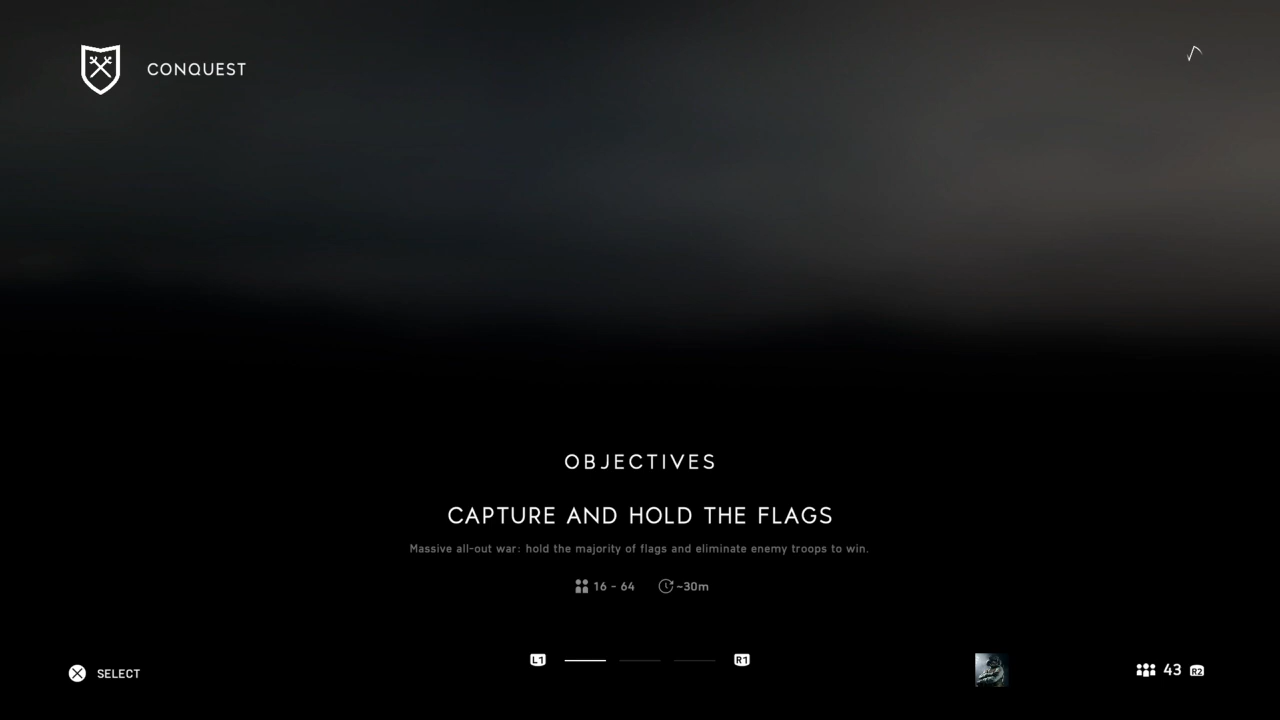 CONQUEST
OBJECTIVES
CAPTURE AND HOLD THE FLAGS
Massive all-out war: hold the majority of flags and eliminate enemy troops to win.
16 - 64 ~30m
L1 R1
SELECT
43 R2